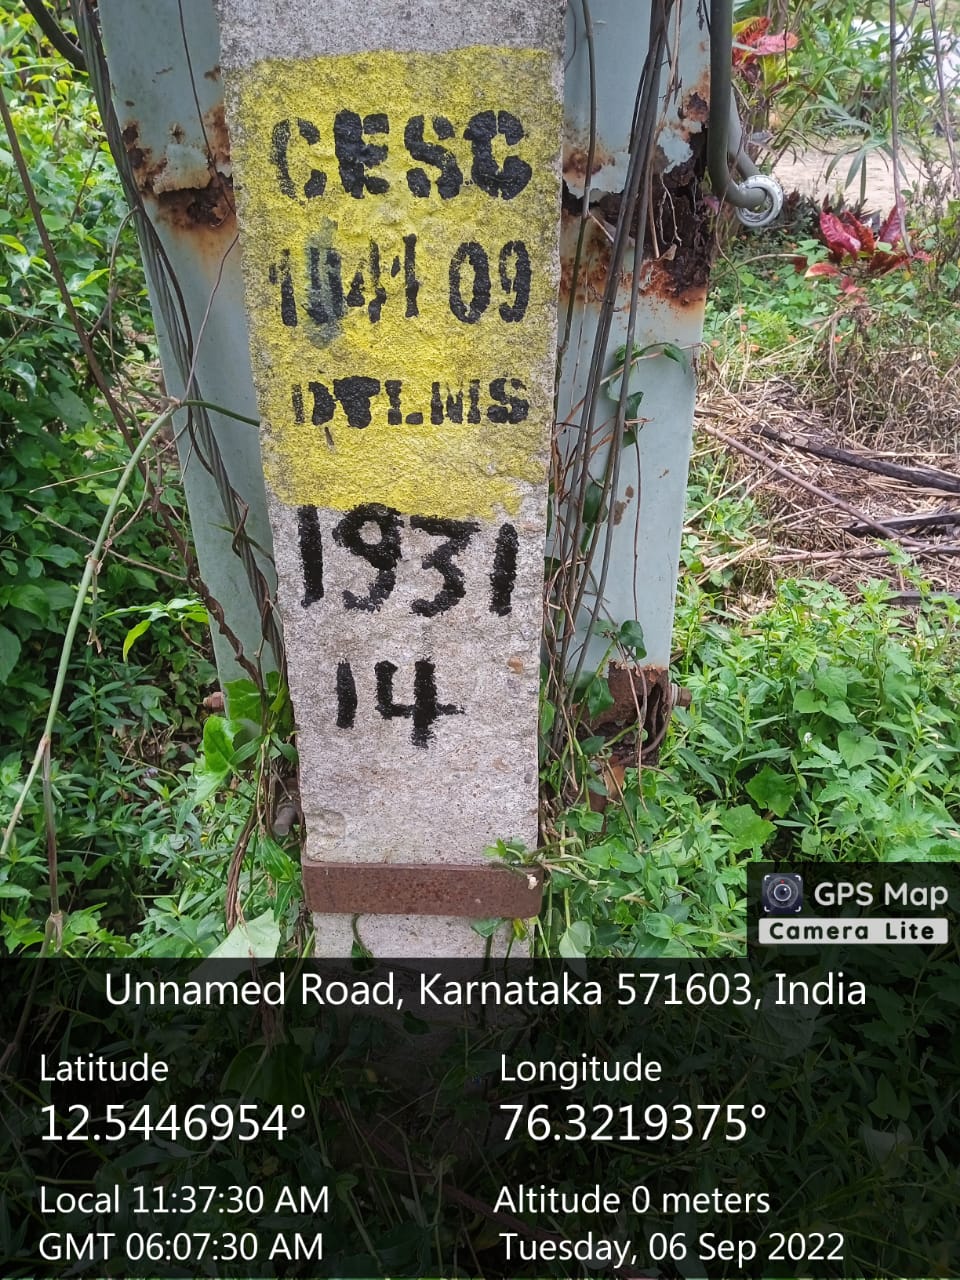 CESC
1041 09
DTLMS
1931
14
GPS Map
Camera Lite
Unnamed Road, Karnataka 571603, India
Latitude
Longitude
12.5446954°
76.3219375°
Local 11:37:30 AM
Altitude 0 meters
GMT 06:07:30 AM
Tuesday, 06 Sep 2022